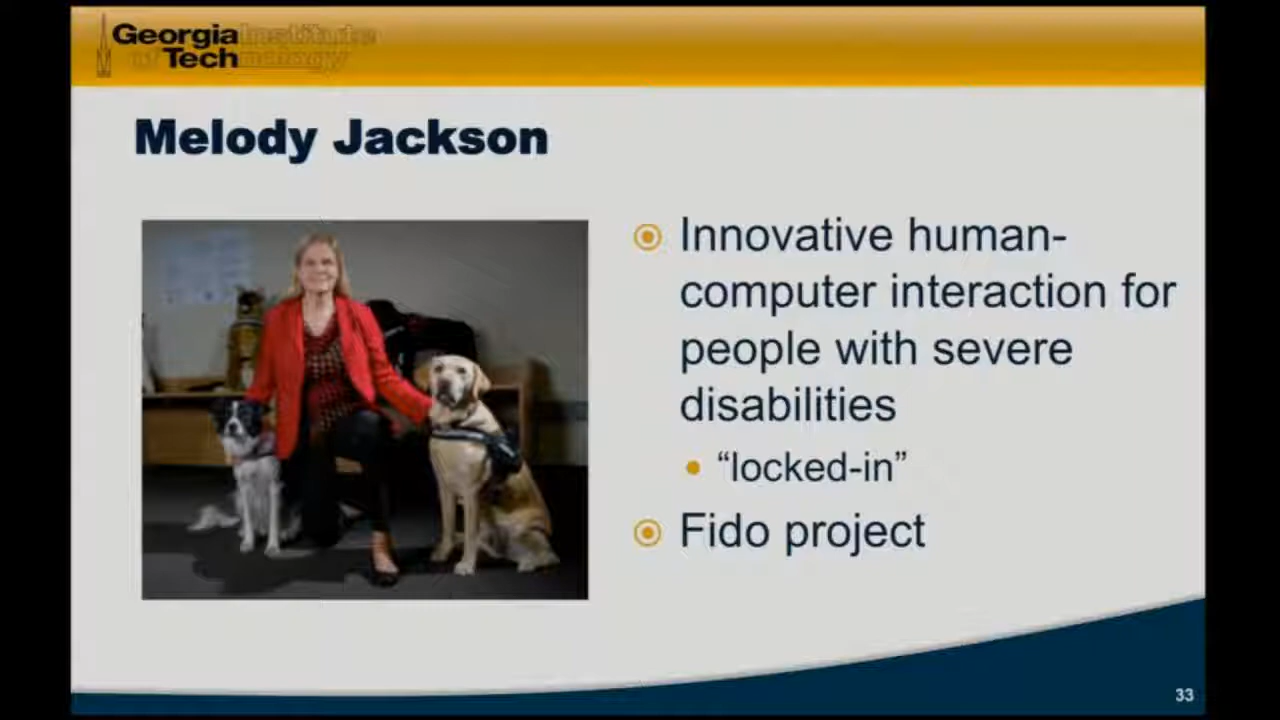 Georgia Institute
of Technology
Melody Jackson
Innovative human-
computer interaction for
people with severe
disabilities
“locked-in”
Fido project
33